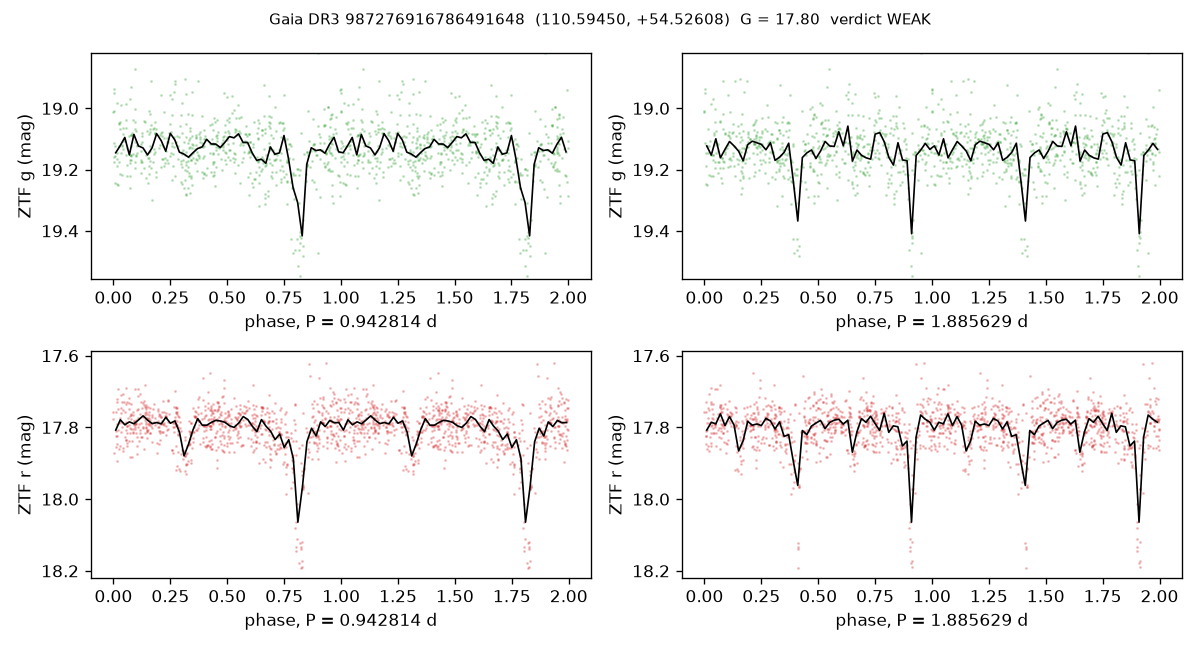 Gaia DR3 987276916786491648  (110.59450, +54.52608)  G = 17.80  verdict WEAK
ZTF g (mag)
19.0
19.2
19.4
0.00 0.25 0.50 0.75 1.00 1.25 1.50 1.75 2.00
phase, P = 0.942814 d
ZTF g (mag)
19.0
19.2
19.4
0.00 0.25 0.50 0.75 1.00 1.25 1.50 1.75 2.00
phase, P = 1.885629 d
ZTF r (mag)
17.6
17.8
18.0
18.2
0.00 0.25 0.50 0.75 1.00 1.25 1.50 1.75 2.00
phase, P = 0.942814 d
ZTF r (mag)
17.6
17.8
18.0
18.2
0.00 0.25 0.50 0.75 1.00 1.25 1.50 1.75 2.00
phase, P = 1.885629 d